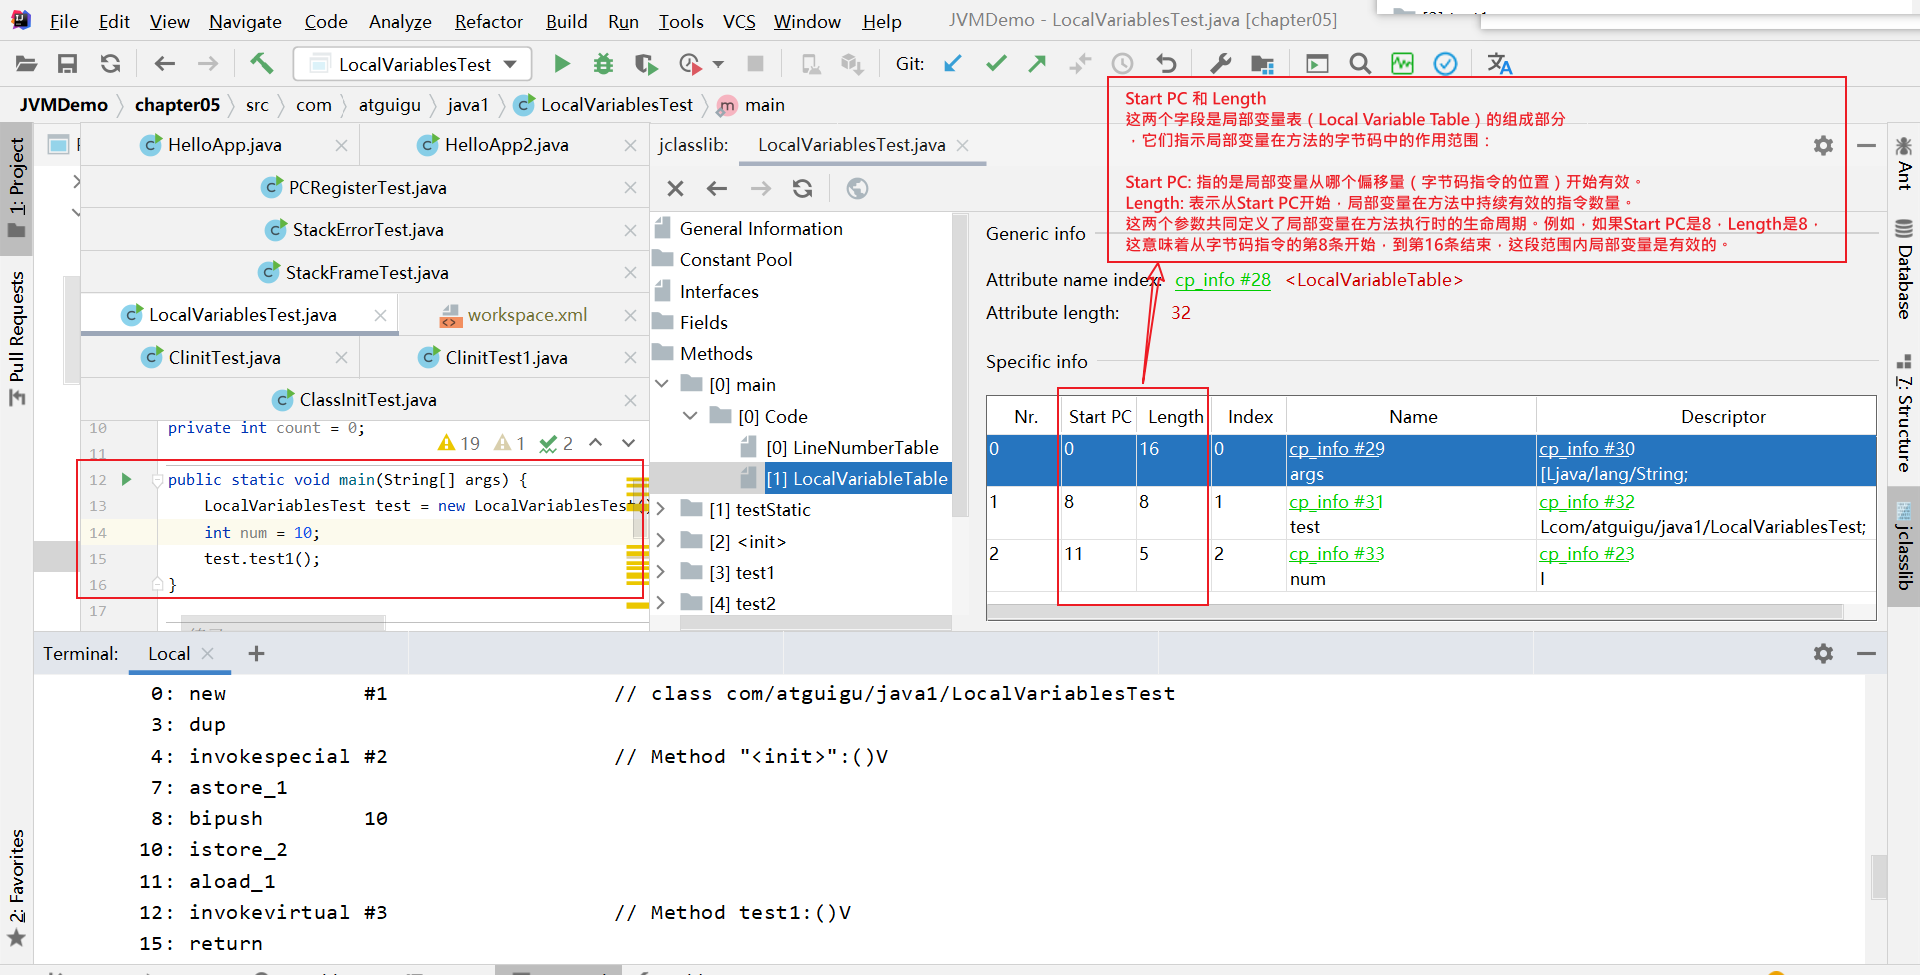 File Edit View Navigate Code Analyze Refactor Build Run Tools VCS Window Help JVMDemo - LocalVariablesTest.java [chapter05]
LocalVariablesTest Git:
JVMDemo chapter05 src com atguigu java1 LocalVariablesTest main
Start PC 和 Length
这两个字段是局部变量表（Local Variable Table）的组成部分
，它们指示局部变量在方法的字节码中的作用范围：
Start PC: 指的是局部变量从哪个偏移量（字节码指令的位置）开始有效。
Length: 表示从Start PC开始，局部变量在方法中持续有效的指令数量。
这两个参数共同定义了局部变量在方法执行时的生命周期。例如，如果Start PC是8，Length是8，
这意味着从字节码指令的第8条开始，到第16条结束，这段范围内局部变量是有效的。
1: Project
Pull Requests
2: Favorites
HelloApp.java HelloApp2.java
PCRegisterTest.java
StackErrorTest.java
StackFrameTest.java
LocalVariablesTest.java workspace.xml
ClinitTest.java ClinitTest1.java
ClassInitTest.java
10 private int count = 0;
19 1 2
11
12 public static void main(String[] args) {
13 LocalVariablesTest test = new LocalVariablesTest()
14 int num = 10;
15 test.test1();
16 }
17
jclasslib: LocalVariablesTest.java
General Information
Constant Pool
Interfaces
Fields
Methods
[0] main
[0] Code
[0] LineNumberTable
[1] LocalVariableTable
[1] testStatic
[2] <init>
[3] test1
[4] test2
Generic info
Attribute name index: cp_info #28 <LocalVariableTable>
Attribute length: 32
Specific info
Nr. Start PC Length Index Name Descriptor
0 0 16 0 cp_info #29 cp_info #30
args [Ljava/lang/String;
1 8 8 1 cp_info #31 cp_info #32
test Lcom/atguigu/java1/LocalVariablesTest;
2 11 5 2 cp_info #33 cp_info #23
num I
Ant
Database
7: Structure
jclasslib
Terminal: Local
0: new #1 // class com/atguigu/java1/LocalVariablesTest
3: dup
4: invokespecial #2 // Method "<init>":()V
7: astore_1
8: bipush 10
10: istore_2
11: aload_1
12: invokevirtual #3 // Method test1:()V
15: return